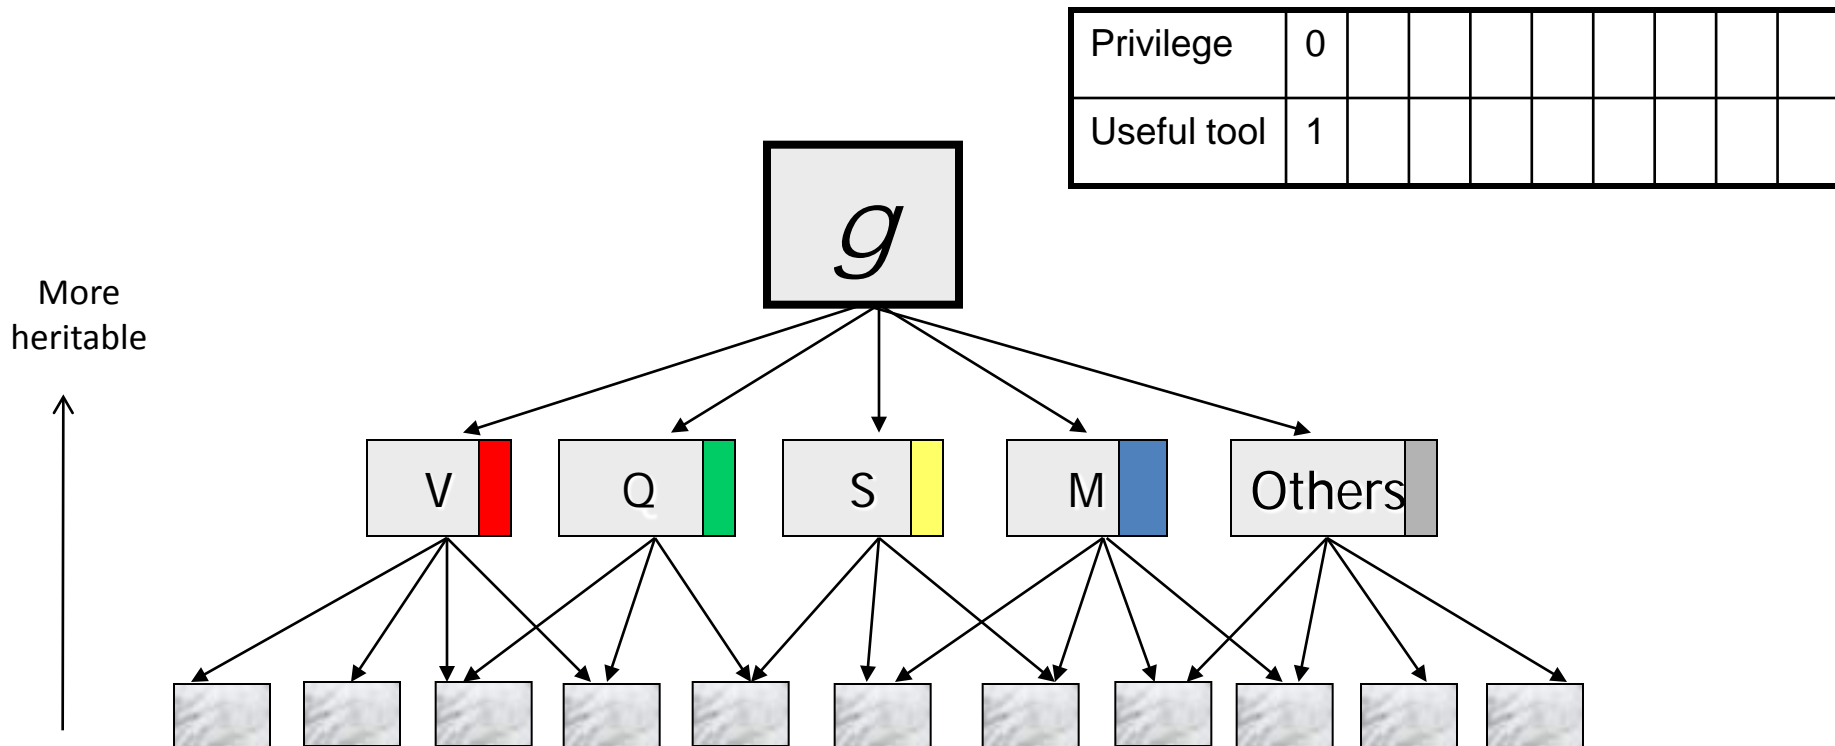 Privilege 0
Useful tool 1
g
More
heritable
V Q S M Others